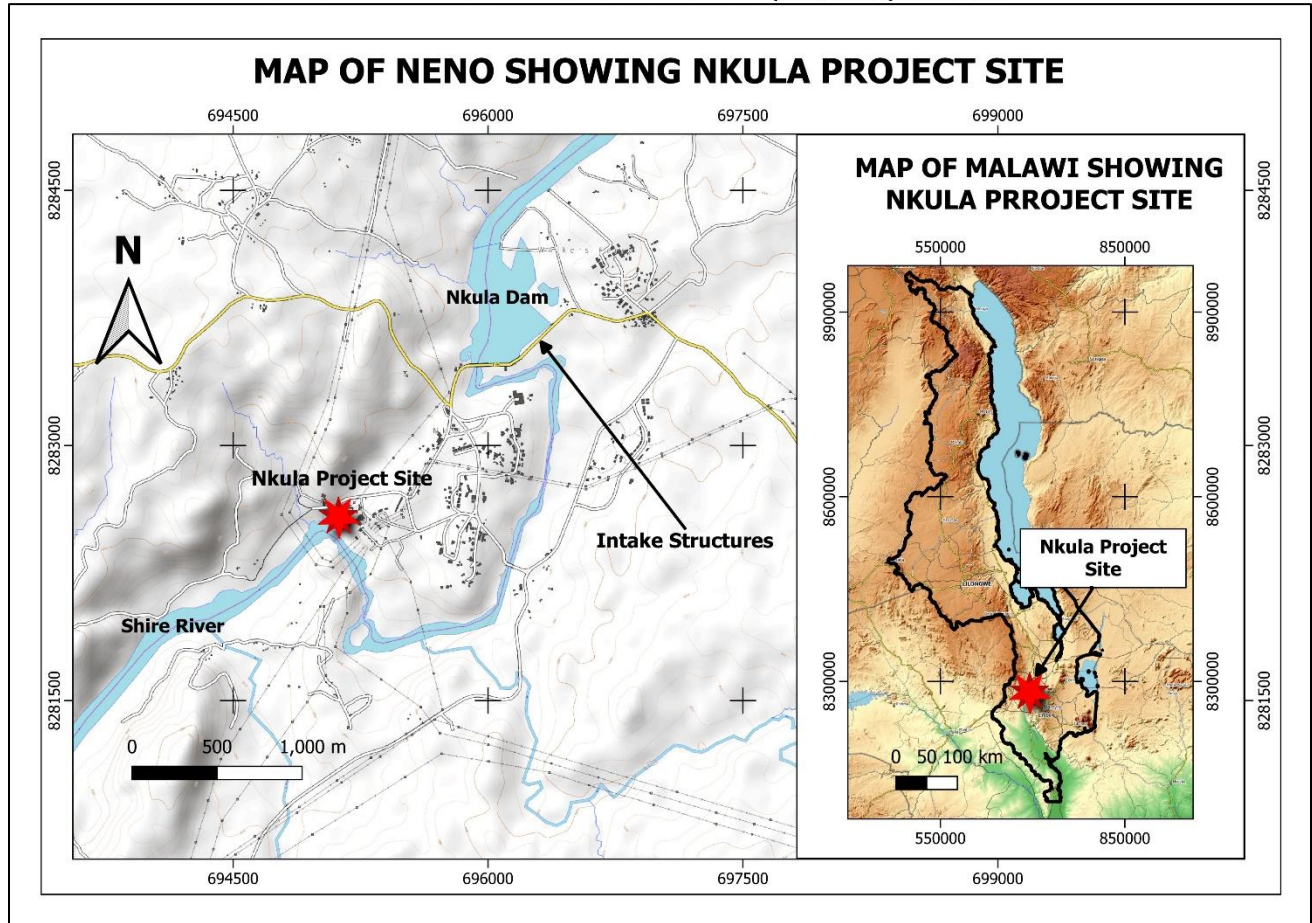 MAP OF NENO SHOWING NKULA PROJECT SITE
694500
696000
697500
699000
8284500
8283000
8281500
N
Nkula Dam
Nkula Project Site
Intake Structures
Shire River
0 500 1,000 m
MAP OF MALAWI SHOWING
NKULA PRROJECT SITE
550000
850000
8900000
8600000
8300000
8900000
8600000
8300000
LILONGWE
Nkula Project
Site
0 50 100 km
550000
850000
8284500
8283000
8281500
694500
696000
697500
699000